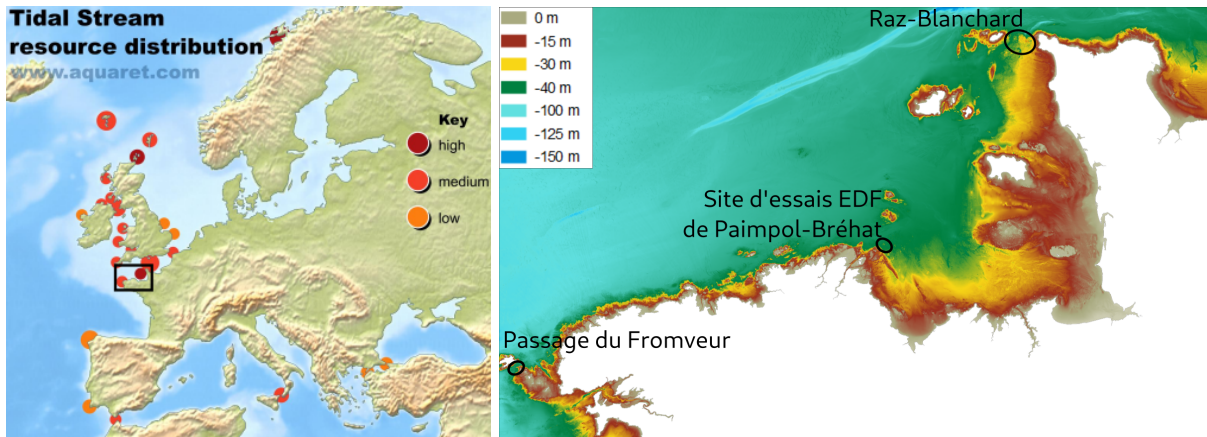 Tidal Stream
resource distribution
www.aquaret.com
Key
high
medium
low
0 m
-15 m
-30 m
-40 m
-100 m
-125 m
-150 m
Raz-Blanchard
Site d'essais EDF
de Paimpol-Bréhat
Passage du Fromveur